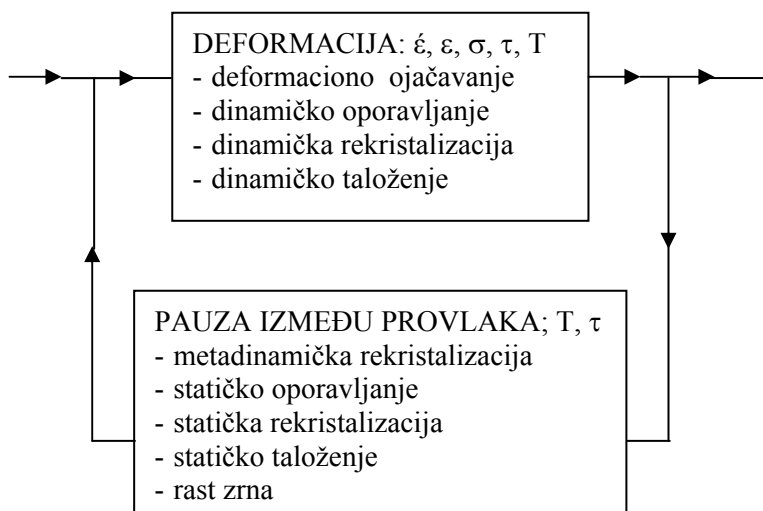 DEFORMACIJA: έ, ε, σ, τ, T
- deformaciono ojačavanje
- dinamičko oporavljanje
- dinamička rekristalizacija
- dinamičko taloženje
PAUZA IZMEĐU PROVLAKA; T, τ
- metadinamička rekristalizacija
- statičko oporavljanje
- statička rekristalizacija
- statičko taloženje
- rast zrna